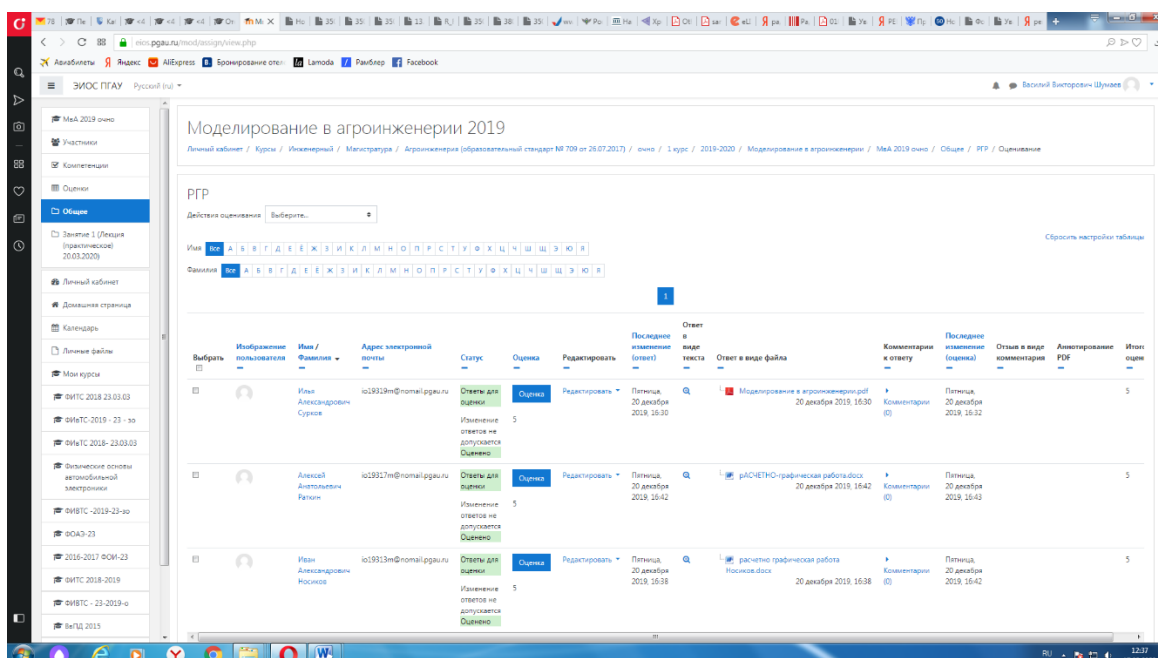 eios.pgau.ru/mod/assign/view.php
Авиабилеты Яндекс AliExpress Бронирование отел Lamoda Рамблер Facebook
ЭИОС ПГАУ Русский (ru)
Василий Викторович Шумаев
МвА 2019 очно
Участники
Компетенции
Оценки
Общее
Занятие 1 (Лекция
(практическое)
20.03.2020)
Личный кабинет
Домашняя страница
Календарь
Личные файлы
Мои курсы
ФИТС 2018 23.03.03
ФИвТС-2019 - 23 - зо
ФИвТС 2018- 23.03.03
Физические основы
автомобильной
электроники
ФИВТС -2019-23-зо
ФОАЭ-23
2016-2017 ФОИ-23
ФИТС 2018-2019
ФИВТС - 23-2019-о
ВеПД 2015
Моделирование в агроинженерии 2019
Личный кабинет / Курсы / Инженерный / Магистратура / Агроинженерия (образовательный стандарт № 709 от 26.07.2017) / очно / 1 курс / 2019-2020 / Моделирование в агроинженерии / МвА 2019 очно / Общее / РГР / Оценивание
РГР
Действия оценивания Выберите...
Сбросить настройки таблицы
Имя Все А Б В Г Д Е Ё Ж З И К Л М Н О П Р С Т У Ф Х Ц Ч Ш Щ Э Ю Я
Фамилия Все А Б В Г Д Е Ё Ж З И К Л М Н О П Р С Т У Ф Х Ц Ч Ш Щ Э Ю Я
1
Выбрать
Изображение
пользователя
Имя /
Фамилия
Адрес электронной
почты
Статус
Оценка
Редактировать
Последнее
изменение
(ответ)
Ответ
в
виде
текста
Ответ в виде файла
Комментарии
к ответу
Последнее
изменение
(оценка)
Отзыв в виде
комментария
Аннотирование
PDF
Итого
оцен
Илья
Александрович
Сурков
io19319m@nomail.pgau.ru
Ответы для
оценки
Изменение
ответов не
допускается
Оценено
Оценка
5
Редактировать
Пятница,
20 декабря
2019, 16:30
Моделирование в агроинженерии.pdf
20 декабря 2019, 16:30
Комментарии
(0)
Пятница,
20 декабря
2019, 16:32
5
Алексей
Анатольевич
Раткин
io19317m@nomail.pgau.ru
Ответы для
оценки
Изменение
ответов не
допускается
Оценено
Оценка
5
Редактировать
Пятница,
20 декабря
2019, 16:42
рАСЧЕТНО-графическая работа.docx
20 декабря 2019, 16:42
Комментарии
(0)
Пятница,
20 декабря
2019, 16:43
5
Иван
Александрович
Носиков
io19313m@nomail.pgau.ru
Ответы для
оценки
Изменение
ответов не
допускается
Оценено
Оценка
5
Редактировать
Пятница,
20 декабря
2019, 16:38
расчетно графическая работа
Носиков.docx
20 декабря 2019, 16:38
Комментарии
(0)
Пятница,
20 декабря
2019, 16:42
5
RU 12:37